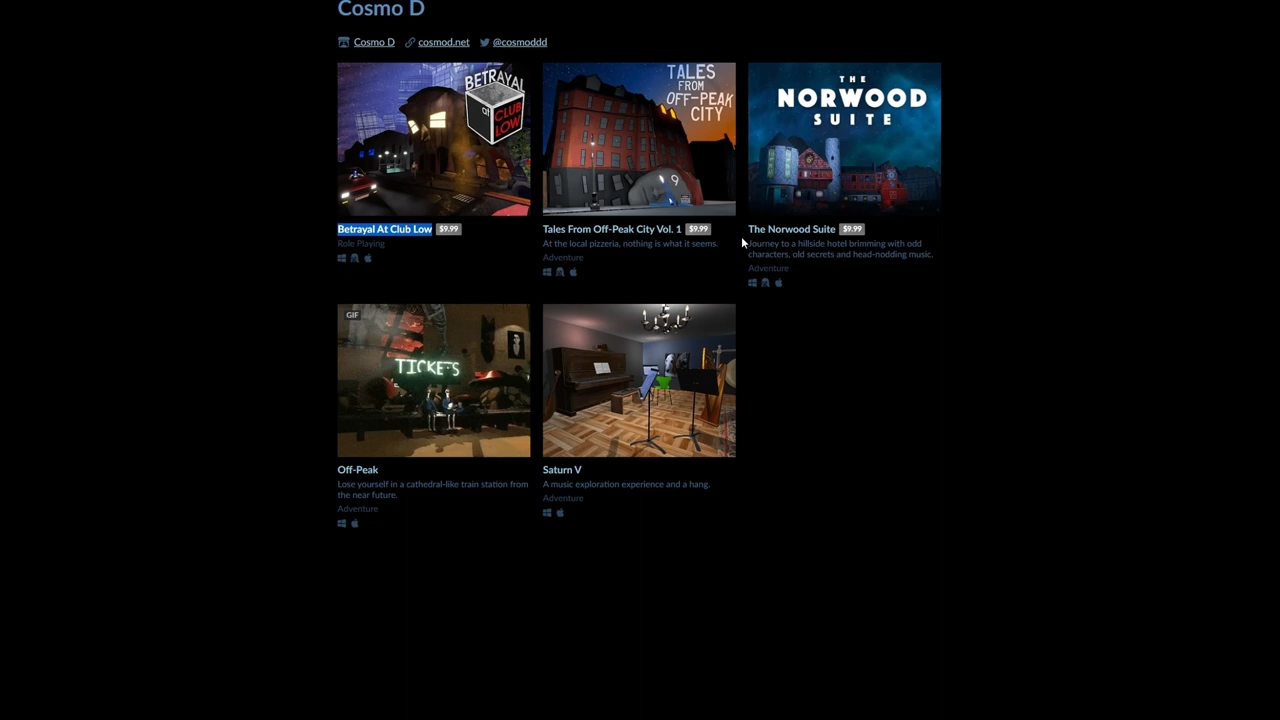 Cosmo D
Cosmo D cosmod.net @cosmoddd
BETRAYAL
at CLUB
LOW
TALES
FROM
OFF-PEAK
CITY
9
THE
NORWOOD
SUITE
Betrayal At Club Low $9.99
Role Playing
Tales From Off-Peak City Vol. 1 $9.99
At the local pizzeria, nothing is what it seems.
Adventure
The Norwood Suite $9.99
Journey to a hillside hotel brimming with odd
characters, old secrets and head-nodding music.
Adventure
GIF
TICKETS
Off-Peak
Lose yourself in a cathedral-like train station from
the near future.
Adventure
Saturn V
A music exploration experience and a hang.
Adventure